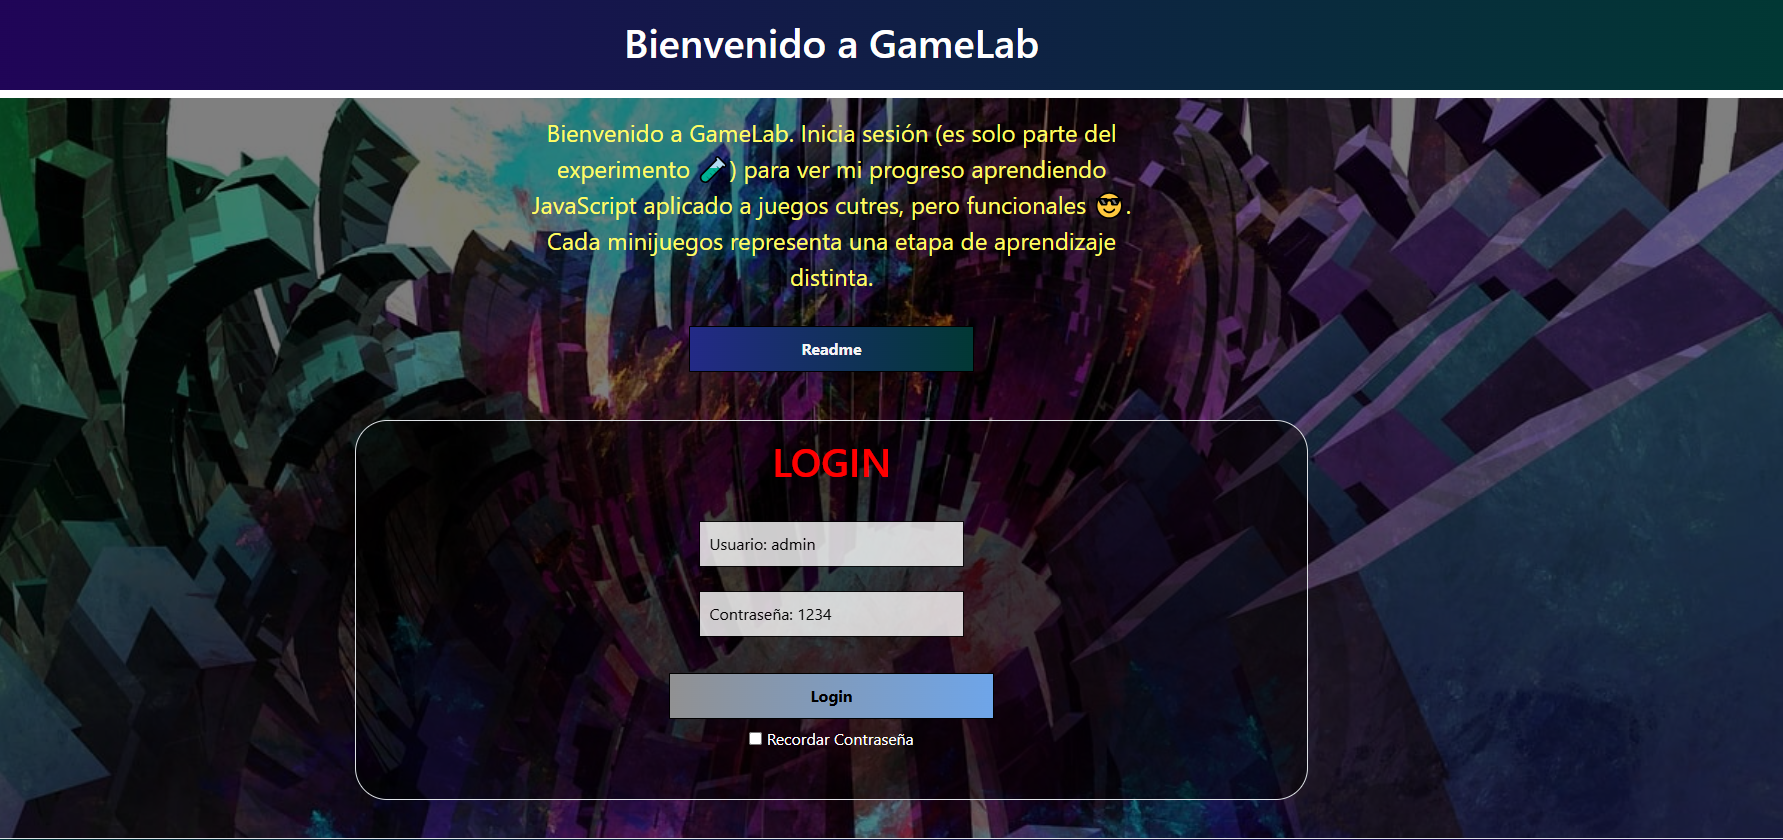 Bienvenido a GameLab
Bienvenido a GameLab. Inicia sesión (es solo parte del
experimento 🧪) para ver mi progreso aprendiendo
JavaScript aplicado a juegos cutres, pero funcionales 😎.
Cada minijuegos representa una etapa de aprendizaje
distinta.
Readme
LOGIN
Usuario: admin
Contraseña: 1234
Login
Recordar Contraseña